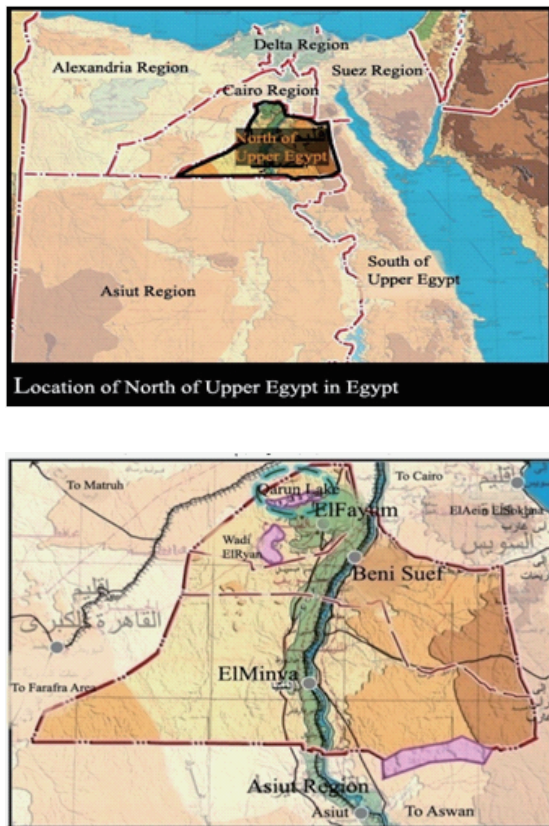 Delta Region
Alexandria Region
Suez Region
Cairo Region
North of
Upper Egypt
South of
Upper Egypt
Asiut Region
Location of North of Upper Egypt in Egypt
To Matruh
To Cairo
إقليم
Qarun Lake
ElFayum
ElAein ElSokhna
Wadi
ElRyan
السويس
Beni Suef
إقليم
القاهرة الكبرى
ElMinya
To Farafra Area
Asiut Region
Asiut
To Aswan